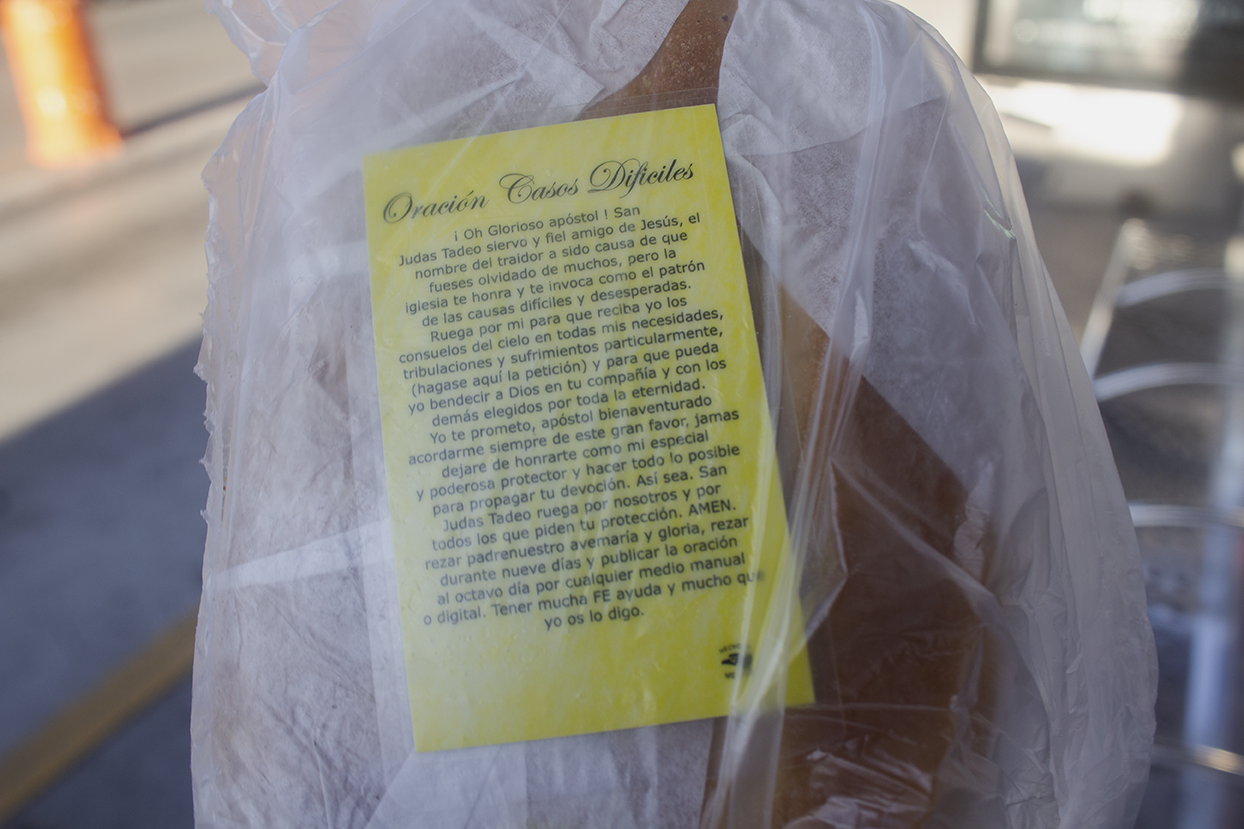 Oración Casos Dificiles
¡ Oh Glorioso apóstol ! San
Judas Tadeo siervo y fiel amigo de Jesús, el
nombre del traidor a sido causa de que
fueses olvidado de muchos, pero la
iglesia te honra y te invoca como el patrón
de las causas difíciles y desesperadas.
Ruega por mi para que reciba yo los
consuelos del cielo en todas mis necesidades,
tribulaciones y sufrimientos particularmente,
(hagase aquí la petición) y para que pueda
yo bendecir a Dios en tu compañía y con los
demás elegidos por toda la eternidad.
Yo te prometo, apóstol bienaventurado
acordarme siempre de este gran favor, jamas
dejare de honrarte como mi especial
y poderosa protector y hacer todo lo posible
para propagar tu devoción. Así sea. San
Judas Tadeo ruega por nosotros y por
todos los que piden tu protección. AMEN.
rezar padrenuestro avemaría y gloria, rezar
durante nueve días y publicar la oración
al octavo día por cualquier medio manual
o digital. Tener mucha FE ayuda y mucho que
yo os lo digo.